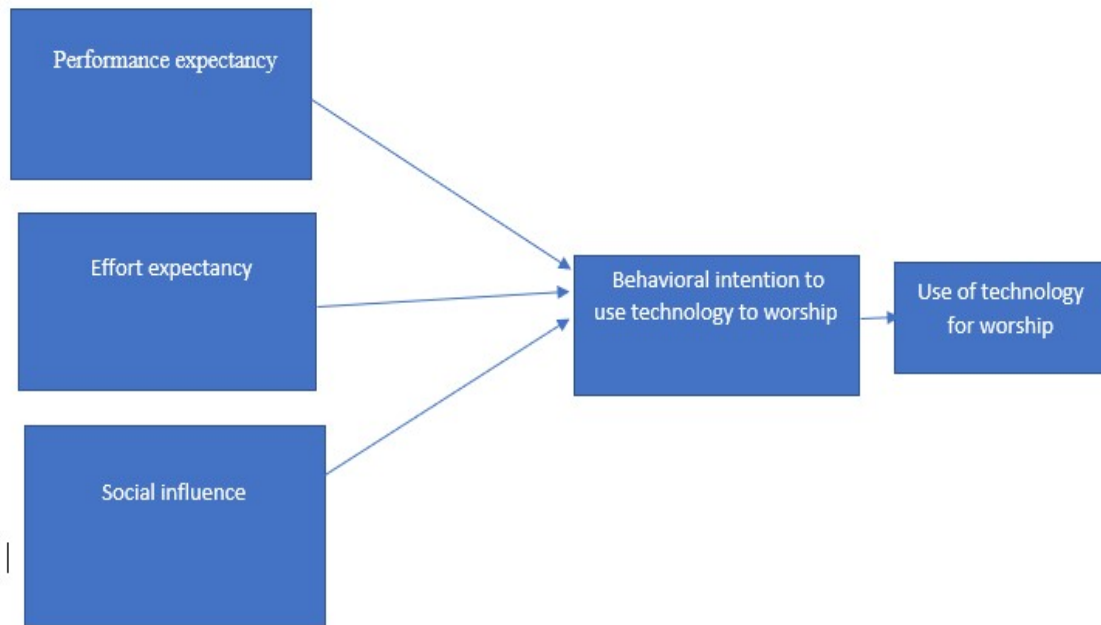 Performance expectancy
Effort expectancy
Behavioral intention to
use technology to worship
Use of technology
for worship
Social influence